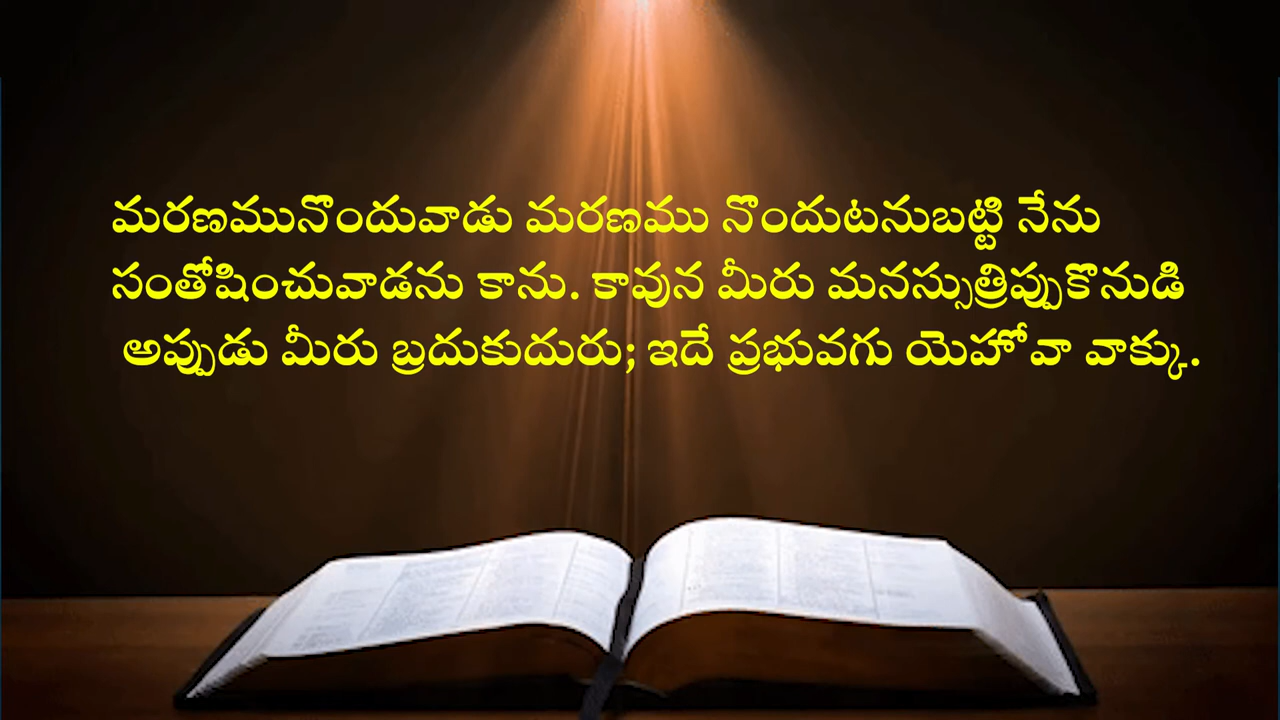 మరణమునొందువాడు మరణము నొందుటనుబట్టి నేను
సంతోషించువాడను కాను. కావున మీరు మనస్సుత్రిప్పుకొనుడి
అప్పుడు మీరు బ్రదుకుదురు; ఇదే ప్రభువగు యెహోవా వాక్కు.